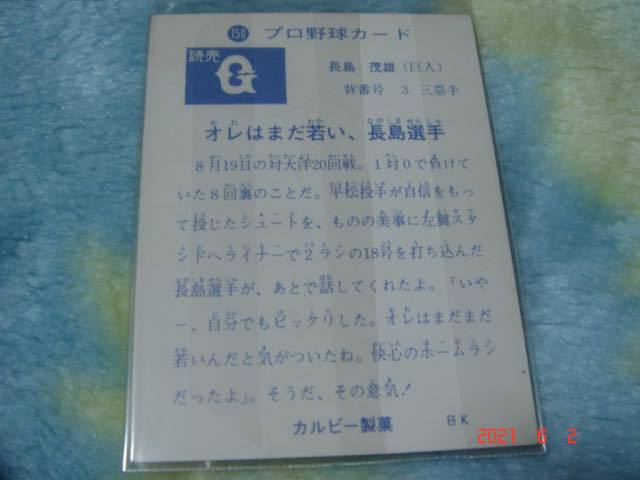 150 プロ野球カード
読売
G
長島 茂雄(巨人)
背番号 3 三塁手
オレはまだ若い、長島選手
8月19日の対大洋20回戦。1対0で負けて
いた8回裏のことだ。平松投手が自信をもっ
て投じたシュートを、ものの美事に左翼スタ
ンドへライナーで2ランの18号を打ち込んだ
長島選手が、あとで話してくれたよ。「いや
ー、自分でもビックリした。オレはまだまだ
若いんだと気がついたね。快心のホームラン
だったよ」。そうだ、その意気!
カルビー製菓 BK
2021 6 2